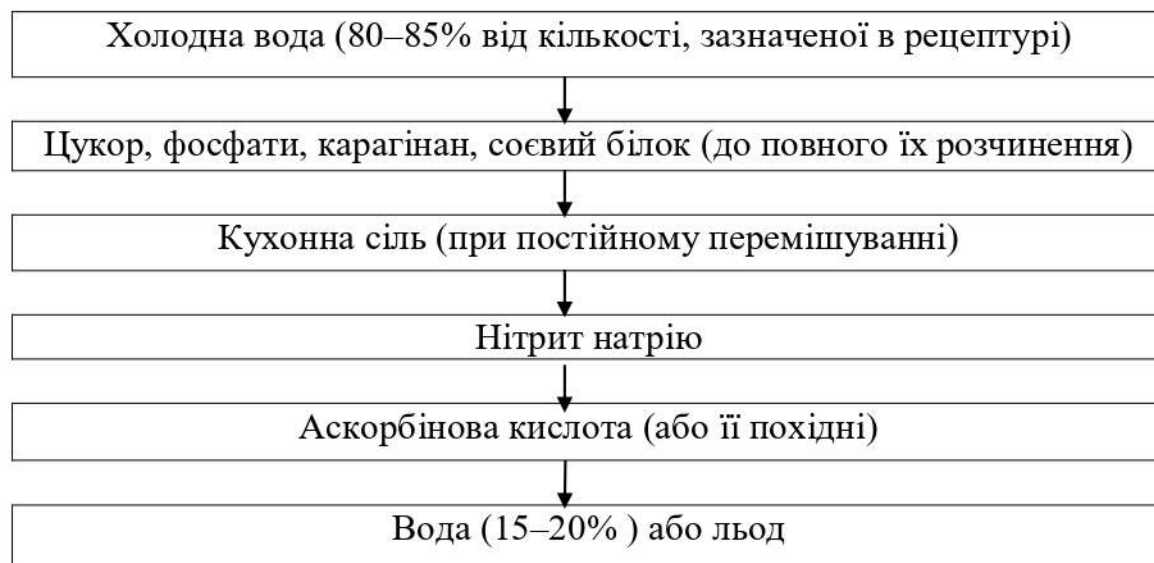 Холодна вода (80–85% від кількості, зазначеної в рецептурі)
Цукор, фосфати, карагінан, соєвий білок (до повного їх розчинення)
Кухонна сіль (при постійному перемішуванні)
Нітрит натрію
Аскорбінова кислота (або її похідні)
Вода (15–20% ) або льод